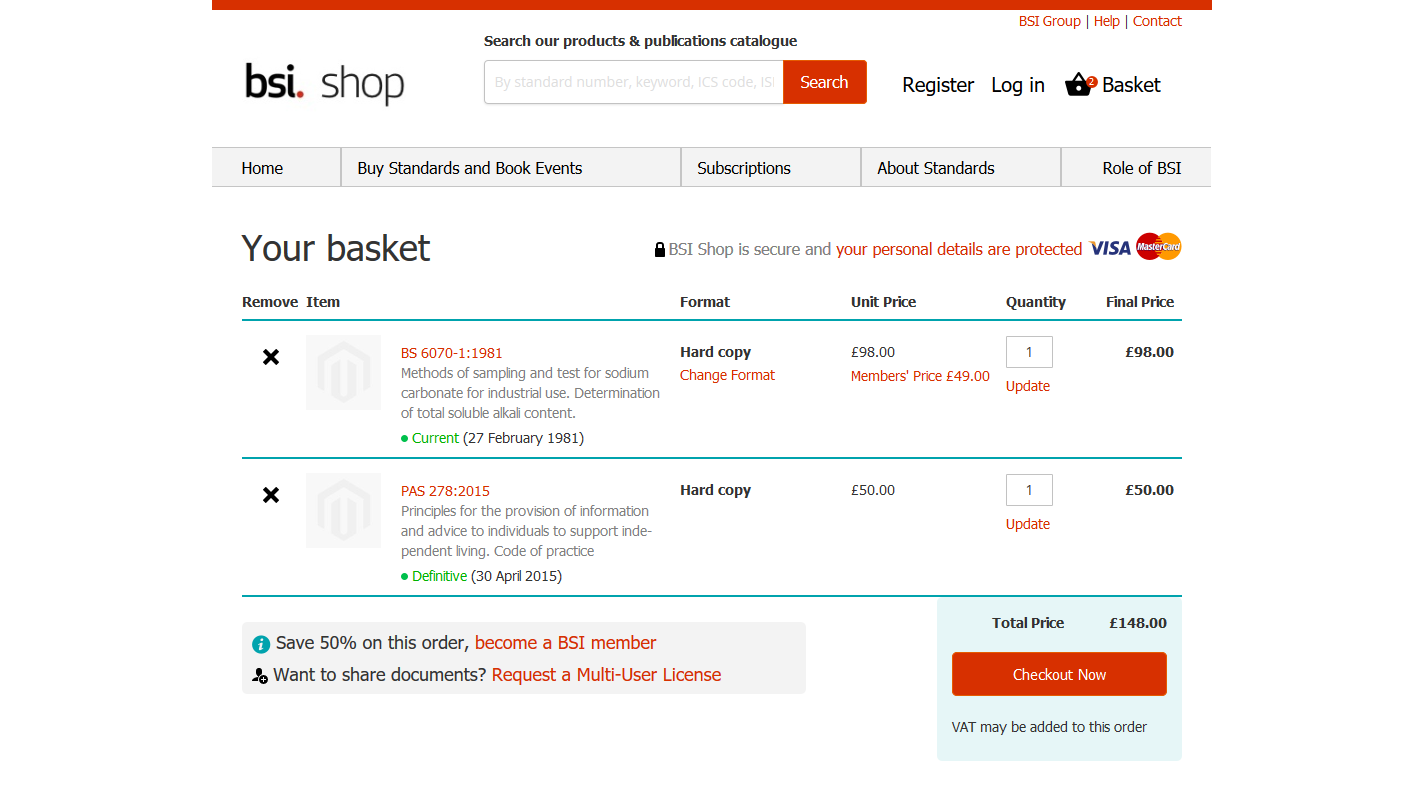 BSI Group | Help | Contact
Search our products & publications catalogue
bsi. shop
By standard number, keyword, ICS code, ISI
Search
Register
Log in
2
Basket
Home
Buy Standards and Book Events
Subscriptions
About Standards
Role of BSI
Your basket
BSI Shop is secure and your personal details are protected
VISA
MasterCard
Remove Item Format Unit Price Quantity Final Price
BS 6070-1:1981
Methods of sampling and test for sodium
carbonate for industrial use. Determination
of total soluble alkali content.
Current (27 February 1981)
Hard copy
Change Format
£98.00
Members' Price £49.00
1
Update
£98.00
PAS 278:2015
Principles for the provision of information
and advice to individuals to support inde-
pendent living. Code of practice
Definitive (30 April 2015)
Hard copy
£50.00
1
Update
£50.00
Save 50% on this order, become a BSI member
Want to share documents? Request a Multi-User License
Total Price £148.00
Checkout Now
VAT may be added to this order